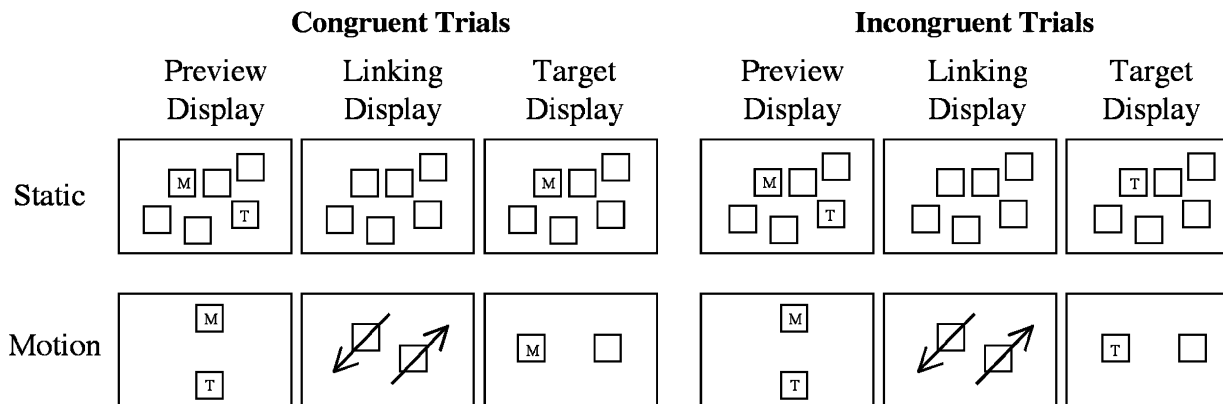 Congruent Trials Incongruent Trials
Preview Linking Target Preview Linking Target
Display Display Display Display Display Display
Static
M
T
M
M
T
T
Motion
M
T
M
M
T
T